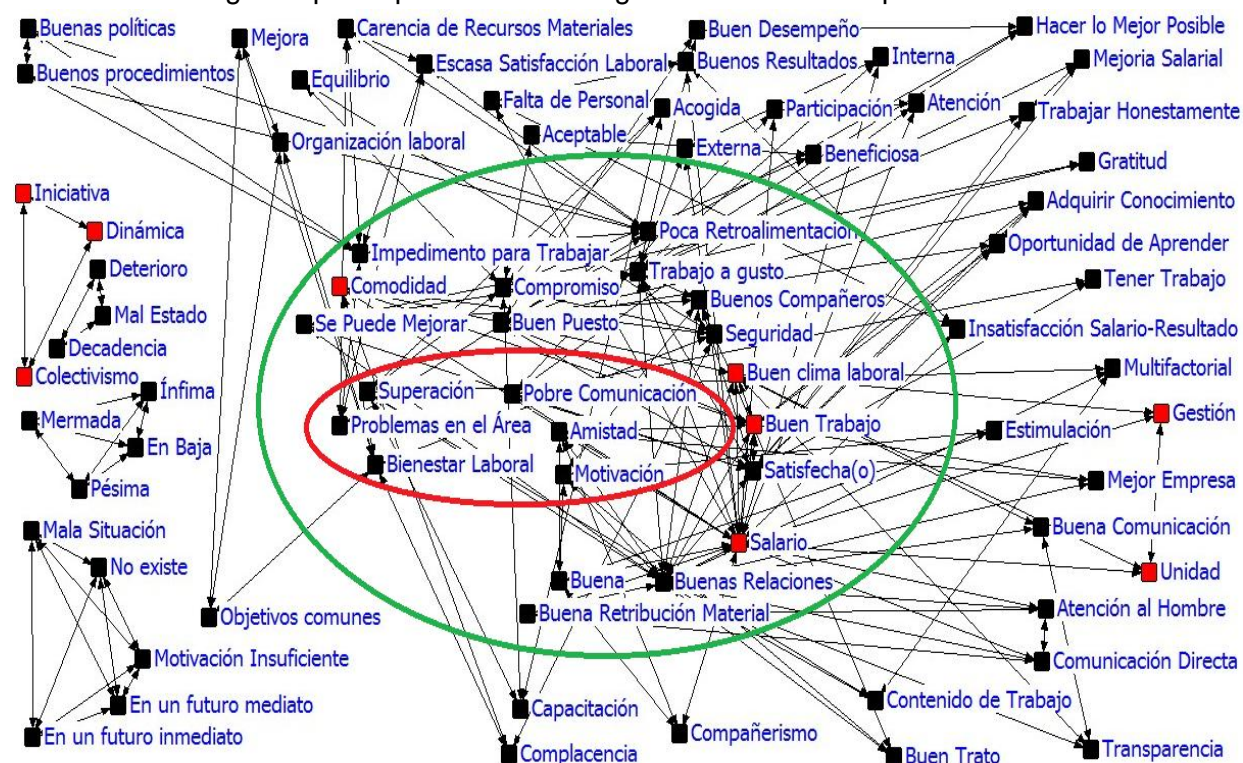 Buenas políticas
Mejora
Carencia de Recursos Materiales
Buen Desempeño
Hacer lo Mejor Posible
Buenos procedimientos
Equilibrio
Escasa Satisfacción Laboral
Buenos Resultados
Interna
Mejoria Salarial
Falta de Personal
Acogida
Participación
Atención
Trabajar Honestamente
Organización laboral
Aceptable
Externa
Beneficiosa
Gratitud
Iniciativa
Adquirir Conocimiento
Dinámica
Poca Retroalimentación
Oportunidad de Aprender
Impedimento para Trabajar
Deterioro
Trabajo a gusto
Tener Trabajo
Comodidad
Compromiso
Buenos Compañeros
Mal Estado
Se Puede Mejorar
Buen Puesto
Seguridad
Insatisfacción Salario-Resultado
Decadencia
Colectivismo
Buen clima laboral
Multifactorial
Ínfima
Superación
Pobre Comunicación
Mermada
Problemas en el Área
Amistad
Buen Trabajo
Estimulación
Gestión
En Baja
Bienestar Laboral
Motivación
Satisfecha(o)
Mejor Empresa
Pésima
Mala Situación
Salario
Buena Comunicación
No existe
Buena
Buenas Relaciones
Unidad
Objetivos comunes
Buena Retribución Material
Atención al Hombre
Motivación Insuficiente
Comunicación Directa
En un futuro mediato
Capacitación
Contenido de Trabajo
En un futuro inmediato
Complacencia
Compañerismo
Buen Trato
Transparencia